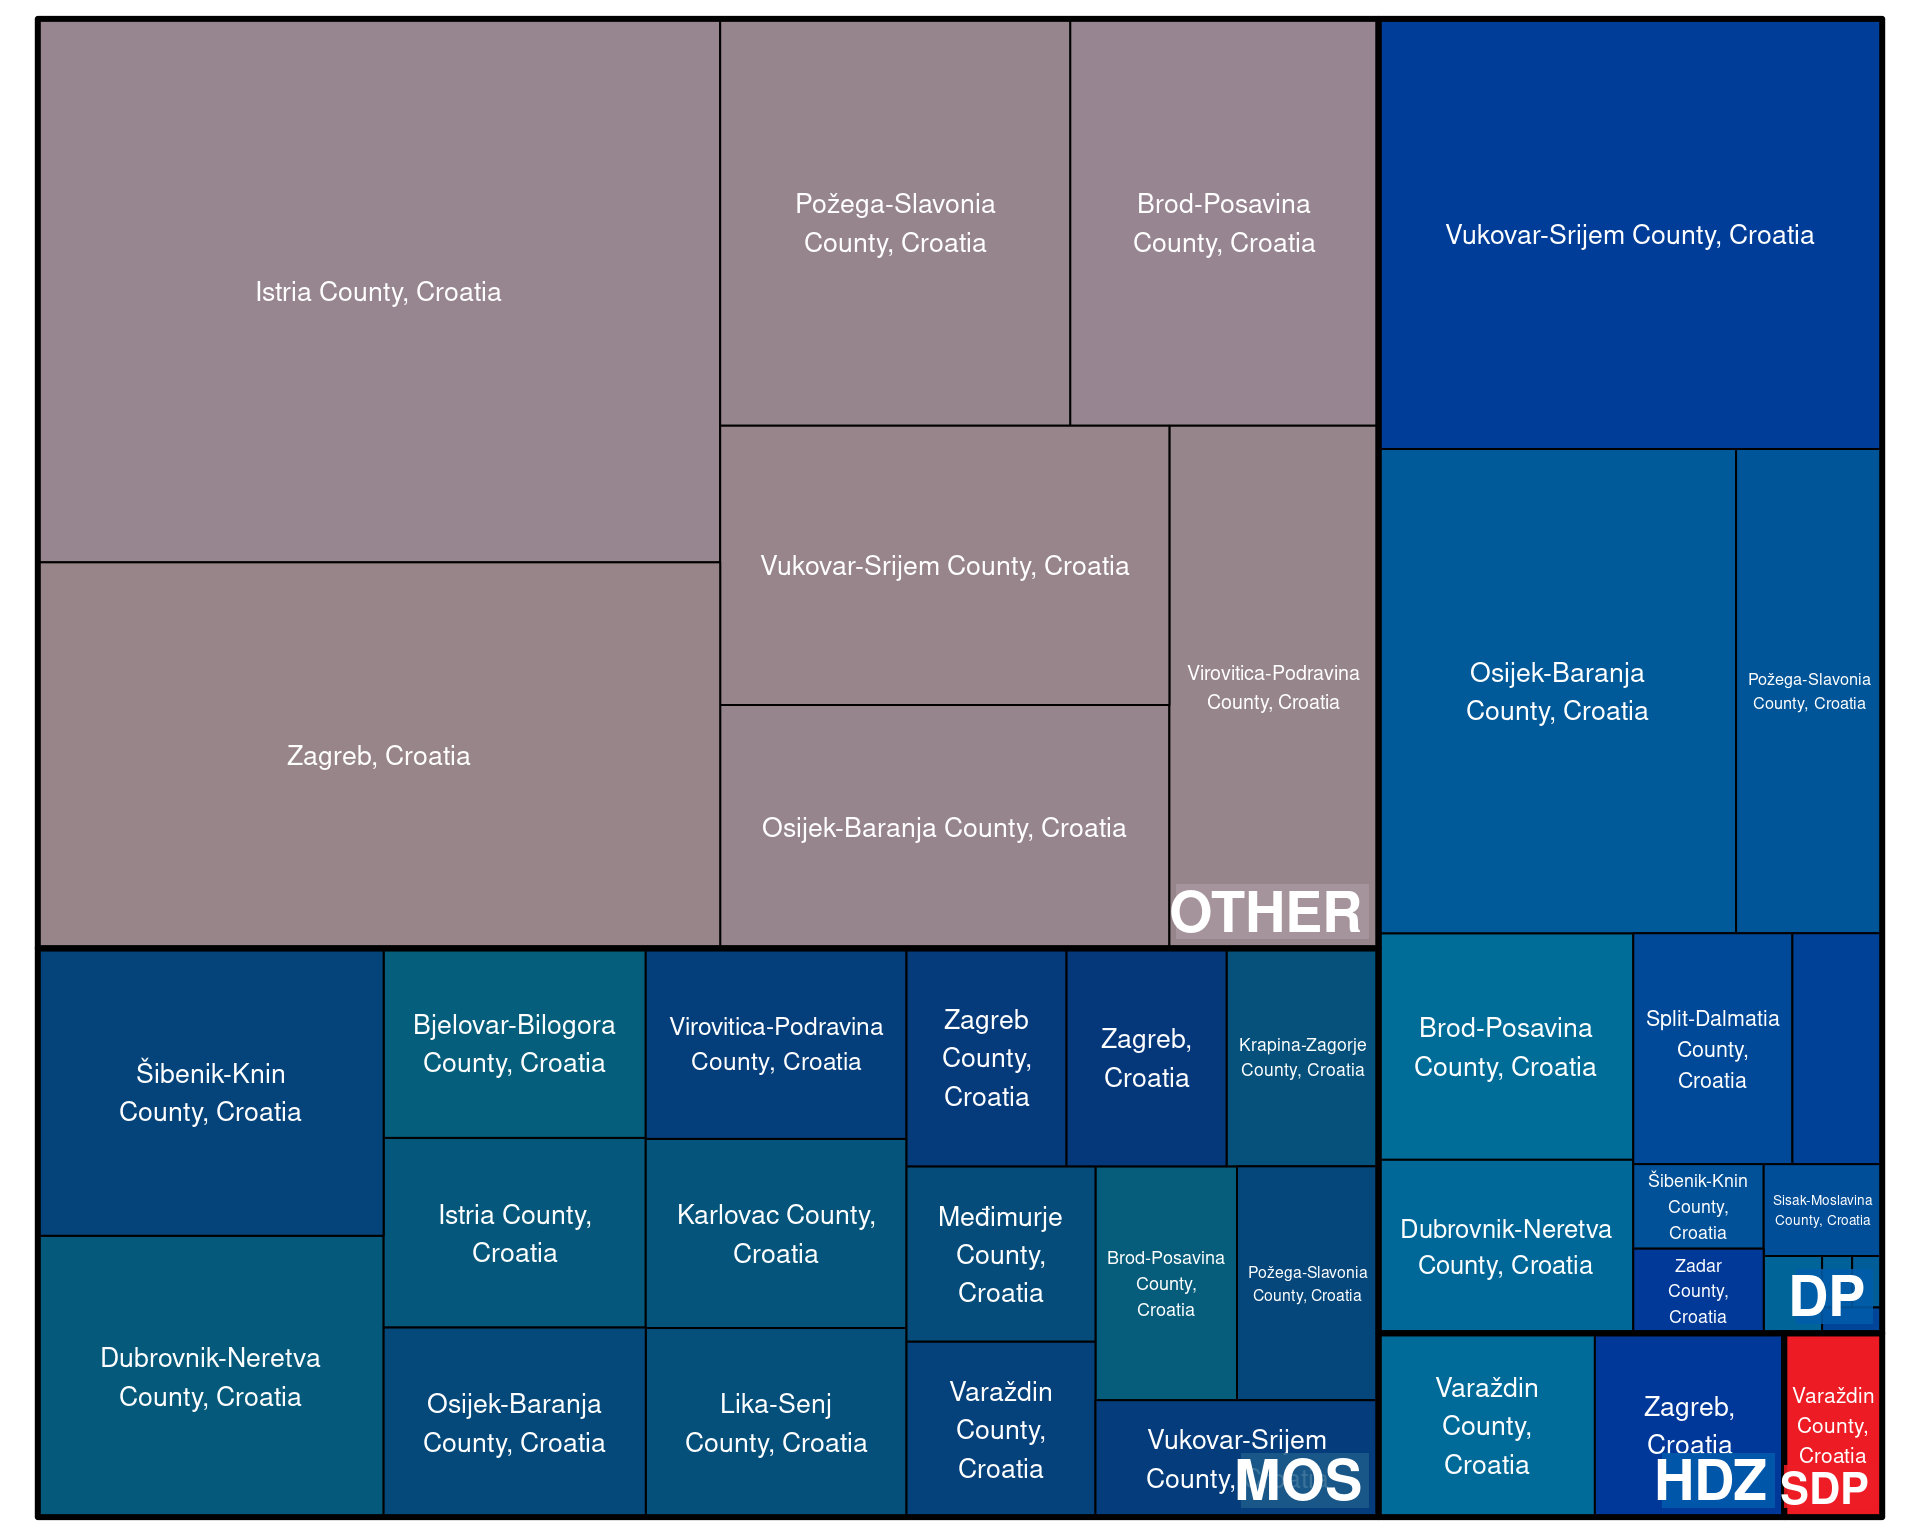 Istria County, Croatia
Zagreb, Croatia
Požega-Slavonia
County, Croatia
Brod-Posavina
County, Croatia
Vukovar-Srijem County, Croatia
Osijek-Baranja County, Croatia
Virovitica-Podravina
County, Croatia
OTHER
Šibenik-Knin
County, Croatia
Dubrovnik-Neretva
County, Croatia
Bjelovar-Bilogora
County, Croatia
Istria County,
Croatia
Osijek-Baranja
County, Croatia
Virovitica-Podravina
County, Croatia
Karlovac County,
Croatia
Lika-Senj
County, Croatia
Zagreb
County,
Croatia
Zagreb,
Croatia
Krapina-Zagorje
County, Croatia
Međimurje
County,
Croatia
Varaždin
County,
Croatia
Brod-Posavina
County,
Croatia
Požega-Slavonia
County, Croatia
Vukovar-Srijem
County, Croatia
MOS
Vukovar-Srijem County, Croatia
Osijek-Baranja
County, Croatia
Požega-Slavonia
County, Croatia
Brod-Posavina
County, Croatia
Dubrovnik-Neretva
County, Croatia
Split-Dalmatia
County,
Croatia
Šibenik-Knin
County,
Croatia
Zadar
County,
Croatia
Sisak-Moslavina
County, Croatia
DP
Varaždin
County,
Croatia
Zagreb,
Croatia
HDZ
Varaždin
County,
Croatia
SDP